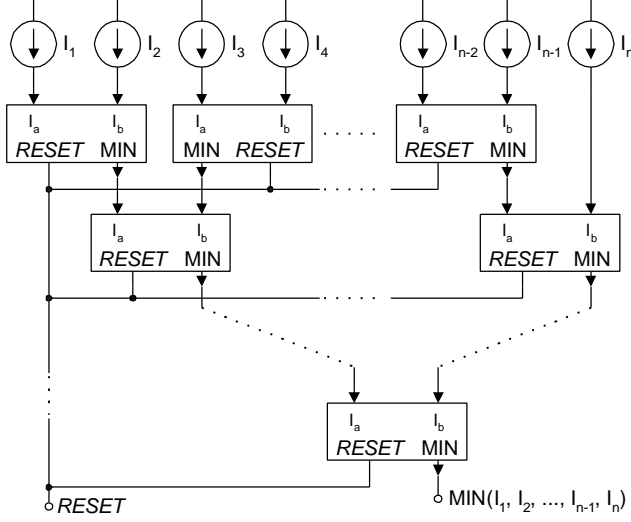 I1 I2 I3 I4 In-2 In-1 In
Ia Ib Ia Ib Ia Ib
RESET MIN MIN RESET RESET MIN
Ia Ib Ia Ib
RESET MIN RESET MIN
Ia Ib
RESET MIN
RESET MIN(I1, I2, ..., In-1, In)